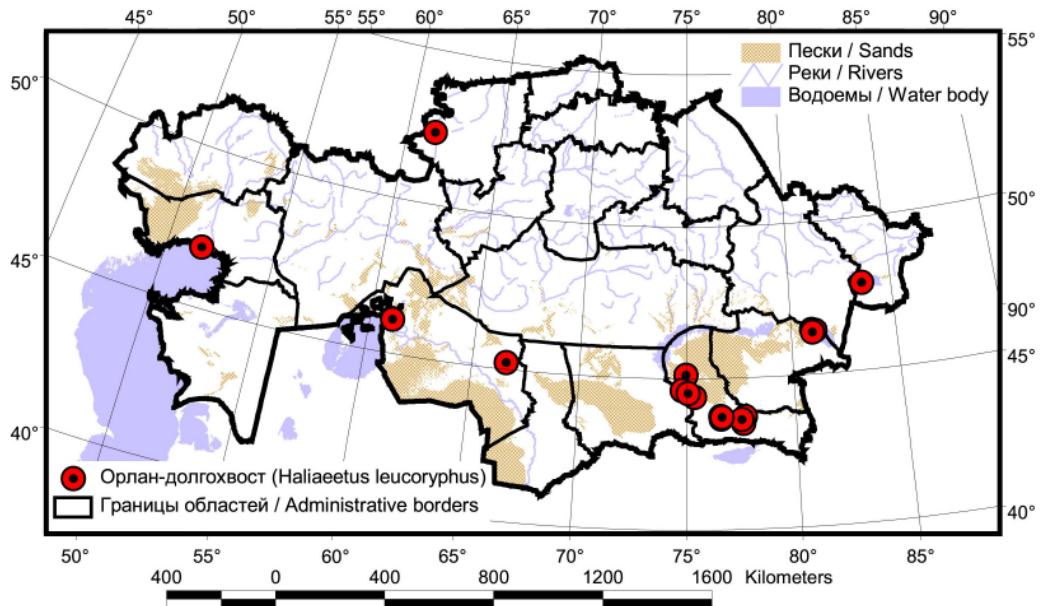 45° 50° 55° 55° 60° 65° 70° 75° 80° 85° 90°
55°
Пески / Sands
Реки / Rivers
Водоемы / Water body
50°
50°
45°
90°
45°
40°
Орлан-долгохвост (Haliaeetus leucoryphus)
Границы областей / Administrative borders
40°
50° 55° 60° 65° 70° 75° 80° 85°
400 0 400 800 1200 1600 Kilometers